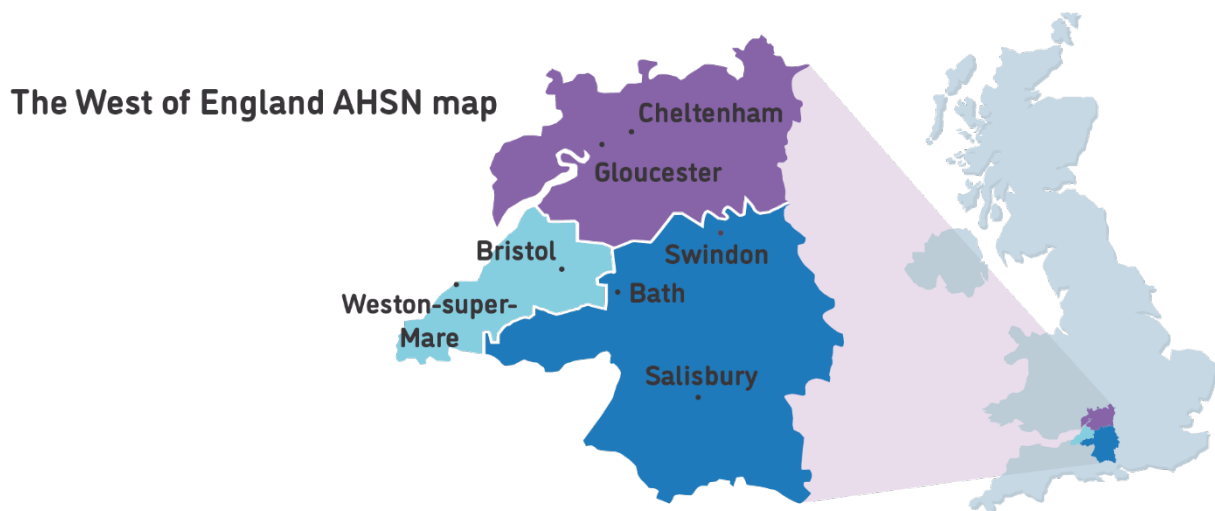 The West of England AHSN map
Cheltenham
Gloucester
Bristol
Swindon
Weston-super-
Mare
Bath
Salisbury